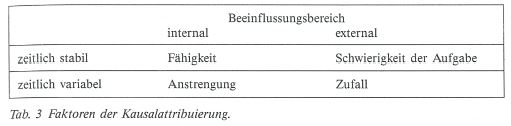 Beeinflussungsbereich
internal external
zeitlich stabil Fähigkeit Schwierigkeit der Aufgabe
zeitlich variabel Anstrengung Zufall
Tab. 3 Faktoren der Kausalattribuierung.